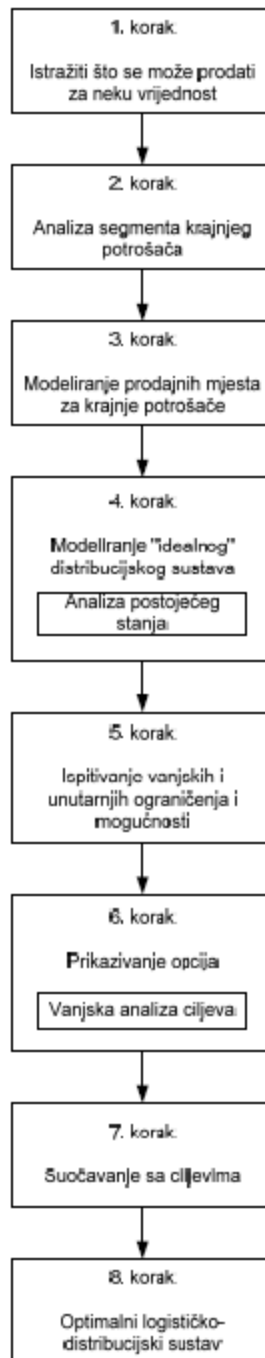 1. korak
Istražiti što se može prodati
za neku vrijednost
2. korak
Analiza segmenta krajnjeg
potrošača
3. korak
Modeliranje prodajnih mjesta
za krajnje potrošače
4. korak
Modeliranje "idealnog"
distribucijskog sustava
Analiza postojećeg
stanja
5. korak
Ispitivanje vanjskih i
unutarnjih ograničenja i
mogućnosti
6. korak
Prikazivanje opcija
Vanjska analiza ciljeva
7. korak
Suočavanje sa ciljevima
8. korak
Optimalni logističko-
distribucijski sustav